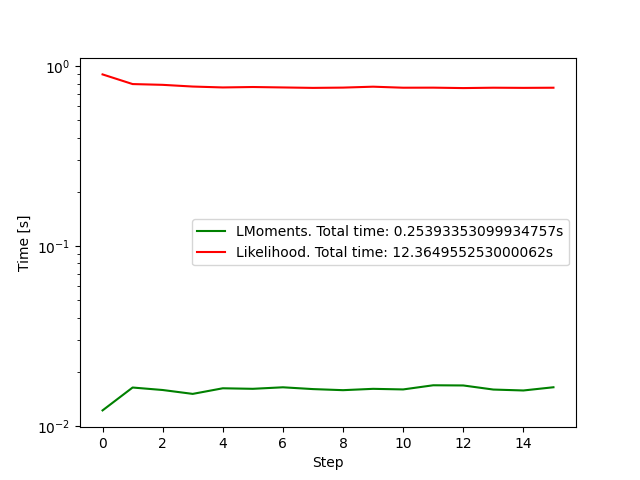 10⁰
10⁻¹
10⁻²
Time [s]
LMoments. Total time: 0.25393353099934757s
Likelihood. Total time: 12.364955253000062s
0 2 4 6 8 10 12 14
Step